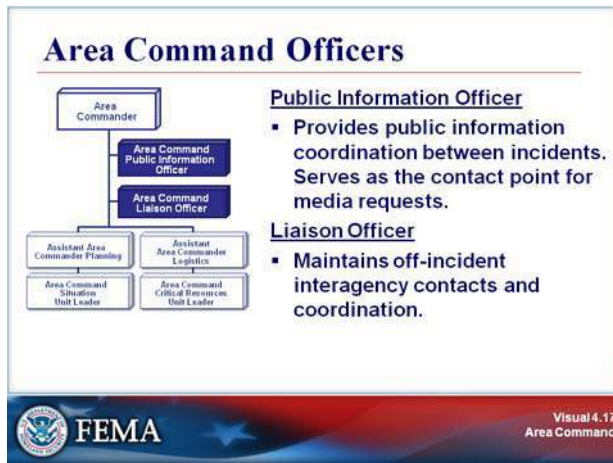 Area Command Officers
Area
Commander
Area Command
Public Information
Officer
Area Command
Liaison Officer
Assistant Area
Commander Planning
Assistant
Area Commander
Logistics
Area Command
Situation
Unit Leader
Area Command
Critical Resources
Unit Leader
Public Information Officer
▪ Provides public information
coordination between incidents.
Serves as the contact point for
media requests.
Liaison Officer
▪ Maintains off-incident
interagency contacts and
coordination.
FEMA
Visual 4.17
Area Command